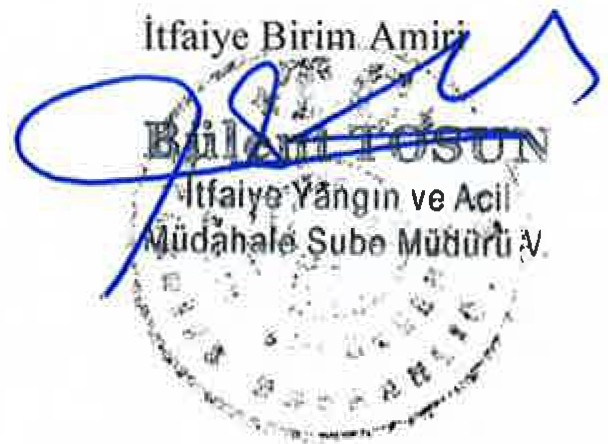 İtfaiye Birim Amiri
Bülent TOSUN
İtfaiye Yangın ve Acil
Müdahale Şube Müdürü V.